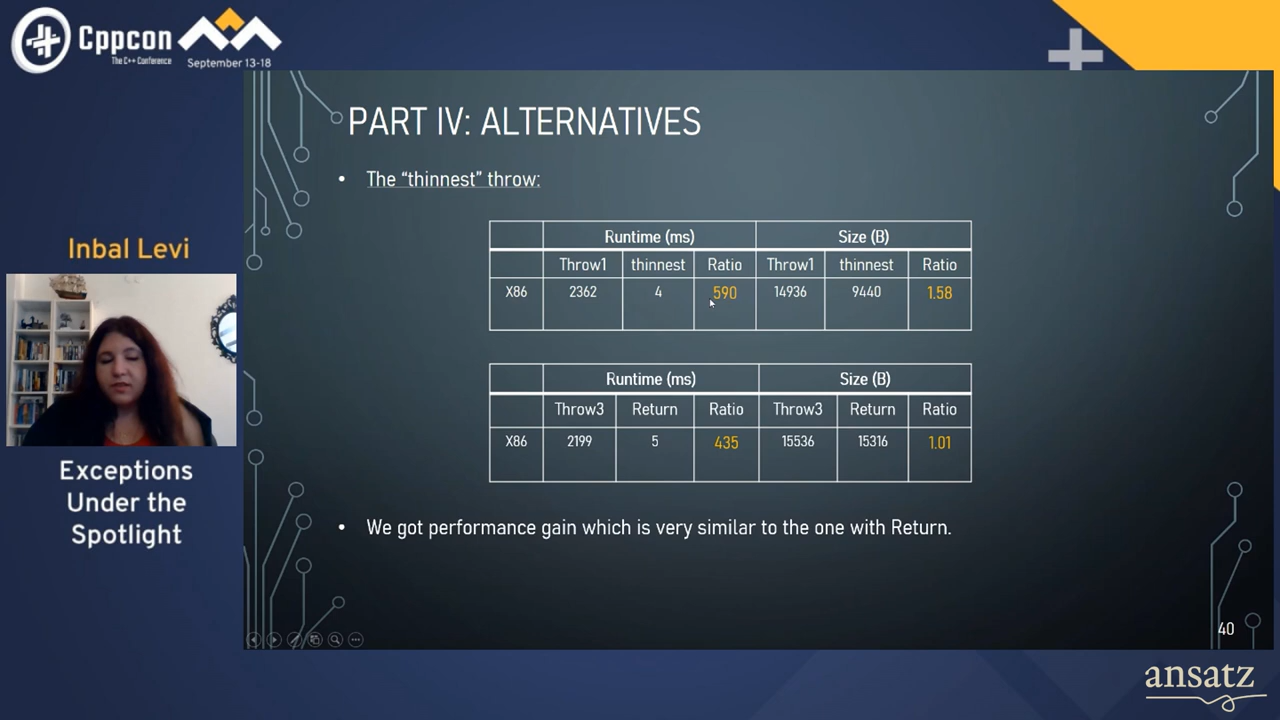 Cppcon
The C++ Conference
September 13-18
PART IV: ALTERNATIVES
• The “thinnest” throw:
Runtime (ms) Size (B)
Throw1 thinnest Ratio Throw1 thinnest Ratio
X86 2362 4 590 14936 9440 1.58
Runtime (ms) Size (B)
Throw3 Return Ratio Throw3 Return Ratio
X86 2199 5 435 15536 15316 1.01
• We got performance gain which is very similar to the one with Return.
40
Inbal Levi
Exceptions
Under the
Spotlight
ansatz